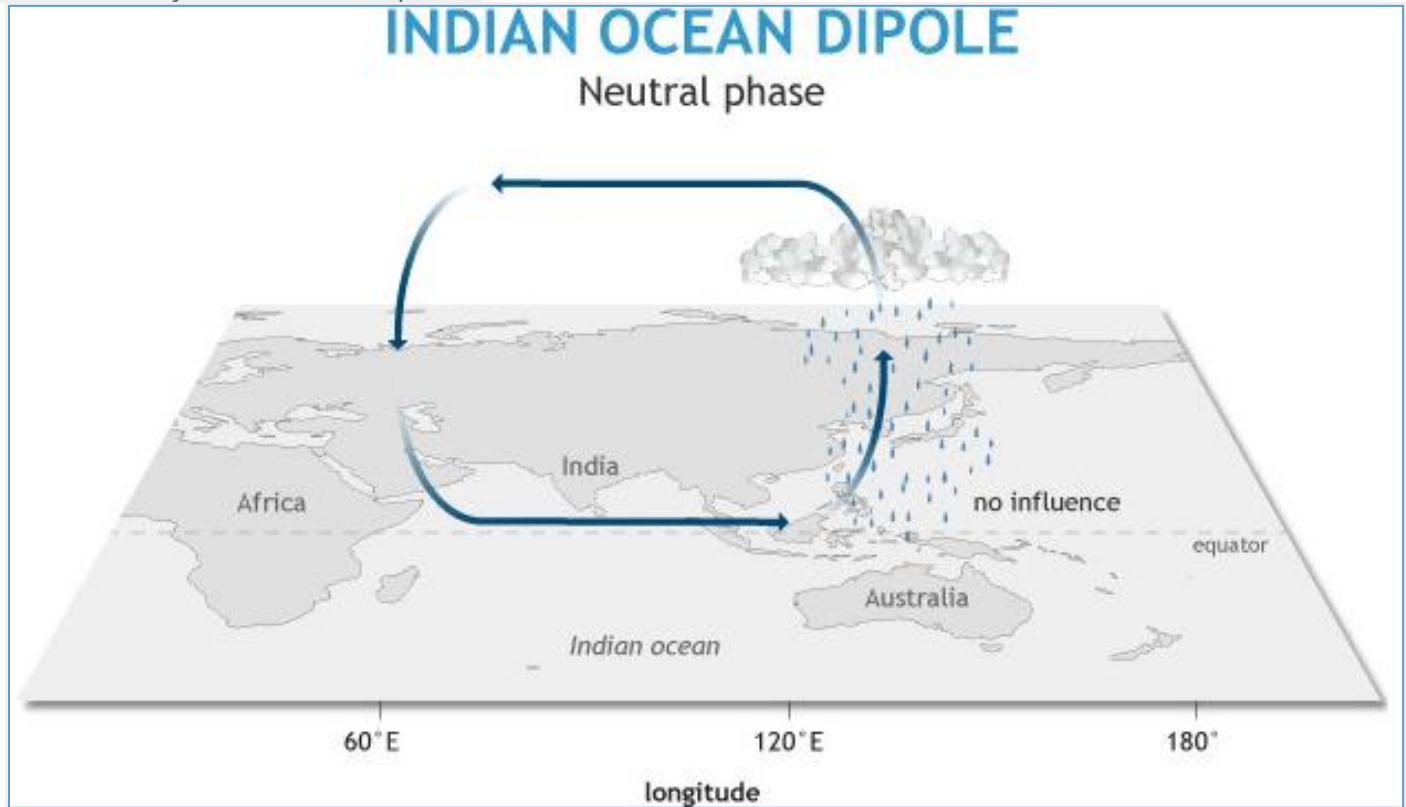 INDIAN OCEAN DIPOLE
Neutral phase
India
Africa
no influence
equator
Australia
Indian ocean
60°E
120°E
180°
longitude